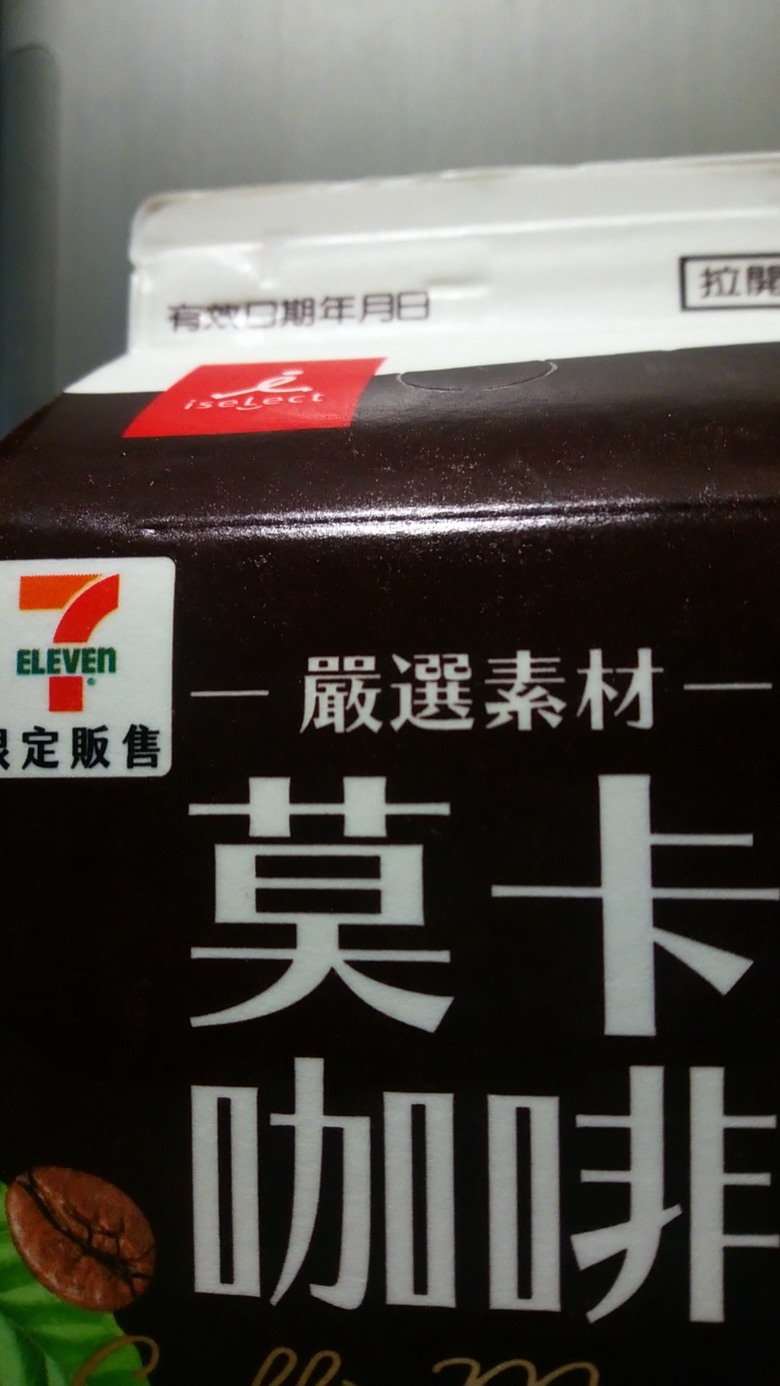 有效日期年月日
拉開
iseLect
7
ELEVEn
限定販售
嚴選素材
莫卡
咖啡